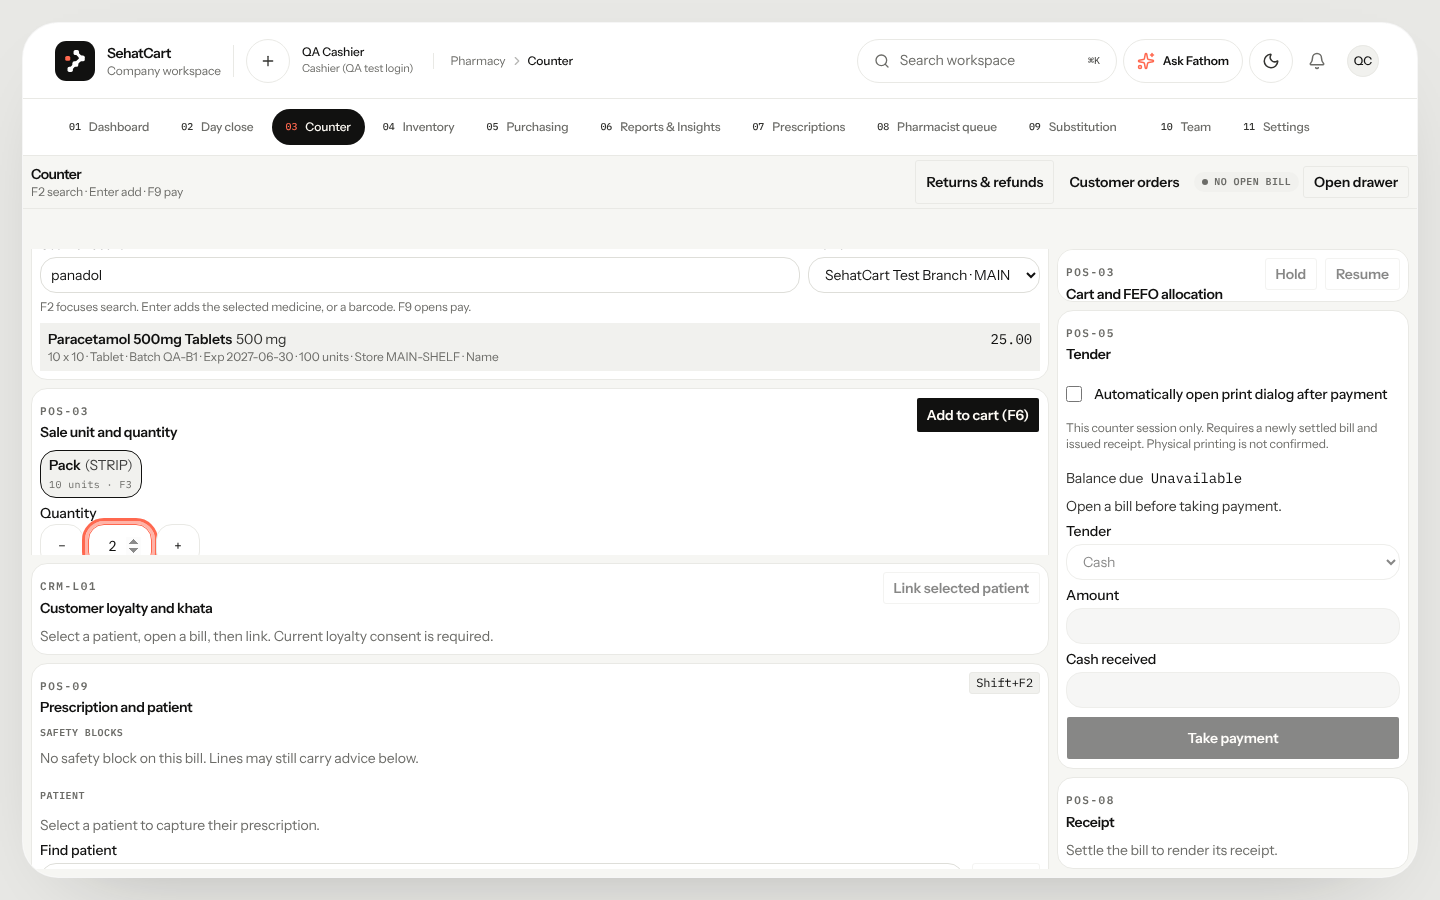 SehatCart
Company workspace
+
QA Cashier
Cashier (QA test login)
Pharmacy > Counter
Search workspace ⌘K
Ask Fathom
QC
01 Dashboard
02 Day close
03 Counter
04 Inventory
05 Purchasing
06 Reports & Insights
07 Prescriptions
08 Pharmacist queue
09 Substitution
10 Team
11 Settings
Counter
F2 search · Enter add · F9 pay
Returns & refunds
Customer orders
NO OPEN BILL
Open drawer
panadol
SehatCart Test Branch · MAIN
F2 focuses search. Enter adds the selected medicine, or a barcode. F9 opens pay.
Paracetamol 500mg Tablets 500 mg 25.00
10 x 10 · Tablet · Batch QA-B1 · Exp 2027-06-30 · 100 units · Store MAIN-SHELF · Name
POS-03
Sale unit and quantity
Add to cart (F6)
Pack (STRIP)
10 units · F3
Quantity
− 2 +
CRM-L01
Customer loyalty and khata
Link selected patient
Select a patient, open a bill, then link. Current loyalty consent is required.
POS-09
Prescription and patient
Shift+F2
SAFETY BLOCKS
No safety block on this bill. Lines may still carry advice below.
PATIENT
Select a patient to capture their prescription.
Find patient
POS-03
Cart and FEFO allocation
Hold
Resume
POS-05
Tender
Automatically open print dialog after payment
This counter session only. Requires a newly settled bill and
issued receipt. Physical printing is not confirmed.
Balance due Unavailable
Open a bill before taking payment.
Tender
Cash
Amount
Cash received
Take payment
POS-08
Receipt
Settle the bill to render its receipt.